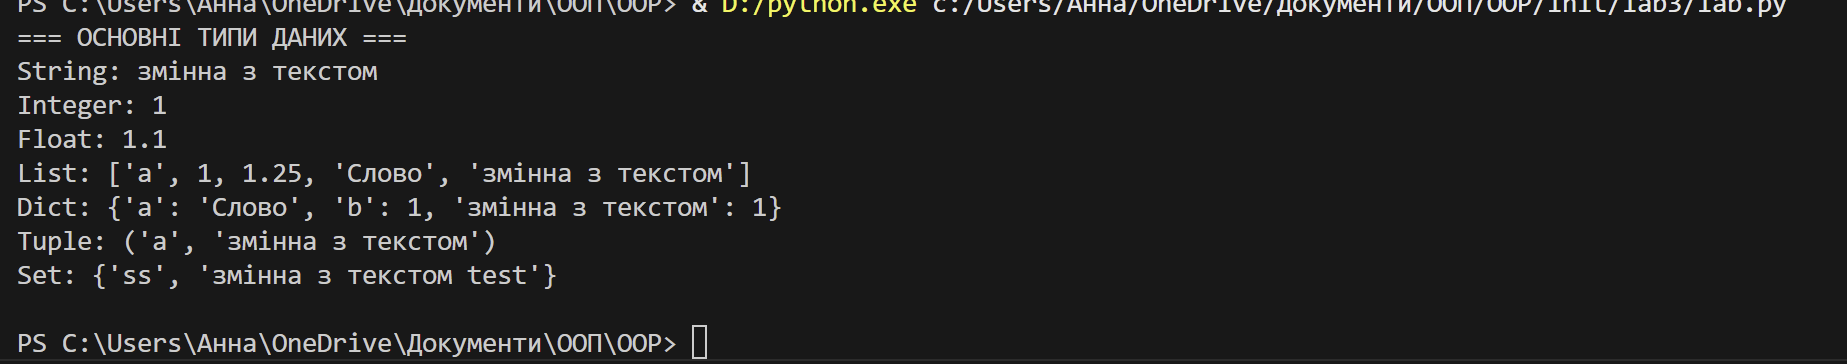 PS C:\Users\Анна\OneDrive\Документи\ООП\OOP> & D:/python.exe c:/Users/Анна/OneDrive/Документи/ООП/OOP/init/lab3/lab.py
=== ОСНОВНІ ТИПИ ДАНИХ ===
String: змінна з текстом
Integer: 1
Float: 1.1
List: ['a', 1, 1.25, 'Слово', 'змінна з текстом']
Dict: {'a': 'Слово', 'b': 1, 'змінна з текстом': 1}
Tuple: ('a', 'змінна з текстом')
Set: {'ss', 'змінна з текстом test'}
PS C:\Users\Анна\OneDrive\Документи\ООП\OOP>